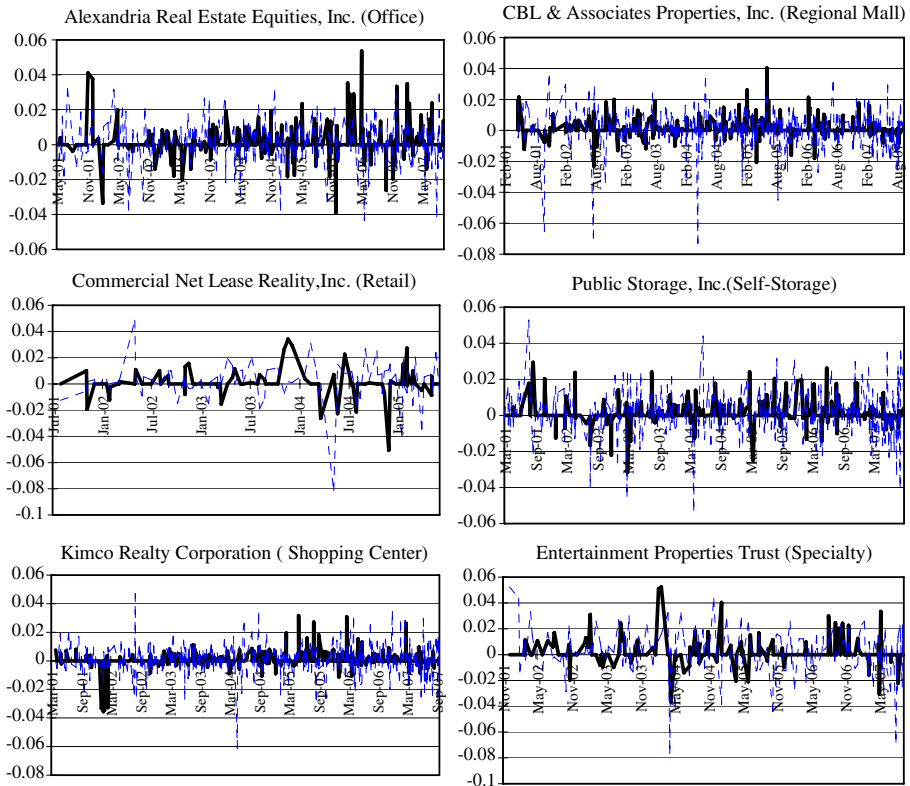 Alexandria Real Estate Equities, Inc. (Office)
0.06
0.04
0.02
0
-0.02
-0.04
-0.06
May-01
Nov-01
May-02
Nov-02
May-03
Nov-03
May-04
Nov-04
May-05
Nov-05
May-06
Nov-06
May-07
CBL & Associates Properties, Inc. (Regional Mall)
0.06
0.04
0.02
0
-0.02
-0.04
-0.06
-0.08
Feb-01
Aug-01
Feb-02
Aug-02
Feb-03
Aug-03
Feb-04
Aug-04
Feb-05
Aug-05
Feb-06
Aug-06
Feb-07
Aug-07
Commercial Net Lease Reality,Inc. (Retail)
0.06
0.04
0.02
0
-0.02
-0.04
-0.06
-0.08
-0.1
Jul-01
Jan-02
Jul-02
Jan-03
Jul-03
Jan-04
Jul-04
Jan-05
Public Storage, Inc.(Self-Storage)
0.06
0.04
0.02
0
-0.02
-0.04
-0.06
Mar-01
Sep-01
Mar-02
Sep-02
Mar-03
Sep-03
Mar-04
Sep-04
Mar-05
Sep-05
Mar-06
Sep-06
Mar-07
Kimco Realty Corporation ( Shopping Center)
0.06
0.04
0.02
0
-0.02
-0.04
-0.06
-0.08
Mar-01
Sep-01
Mar-02
Sep-02
Mar-03
Sep-03
Mar-04
Sep-04
Mar-05
Sep-05
Mar-06
Sep-06
Mar-07
Sep-07
Entertainment Properties Trust (Specialty)
0.06
0.04
0.02
0
-0.02
-0.04
-0.06
-0.08
-0.1
Nov-01
May-02
Nov-02
May-03
Nov-03
May-04
Nov-04
May-05
Nov-05
May-06
Nov-06
May-07